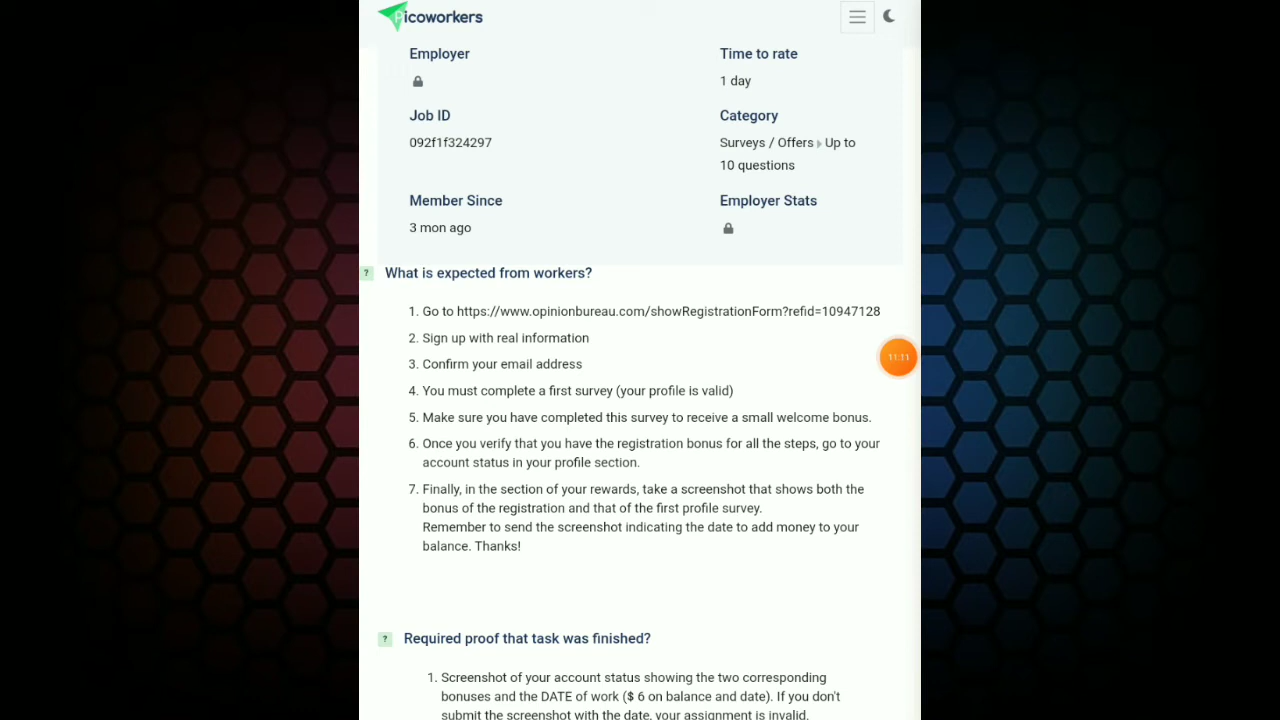 Picoworkers
Employer
Time to rate
1 day
Job ID
Category
092f1f324297
Surveys / Offers Up to
10 questions
Member Since
Employer Stats
3 mon ago
? What is expected from workers?
1. Go to https://www.opinionbureau.com/showRegistrationForm?refid=10947128
2. Sign up with real information
11:11
3. Confirm your email address
4. You must complete a first survey (your profile is valid)
5. Make sure you have completed this survey to receive a small welcome bonus.
6. Once you verify that you have the registration bonus for all the steps, go to your
account status in your profile section.
7. Finally, in the section of your rewards, take a screenshot that shows both the
bonus of the registration and that of the first profile survey.
Remember to send the screenshot indicating the date to add money to your
balance. Thanks!
? Required proof that task was finished?
1. Screenshot of your account status showing the two corresponding
bonuses and the DATE of work ($ 6 on balance and date). If you don't
submit the screenshot with the date, your assignment is invalid.